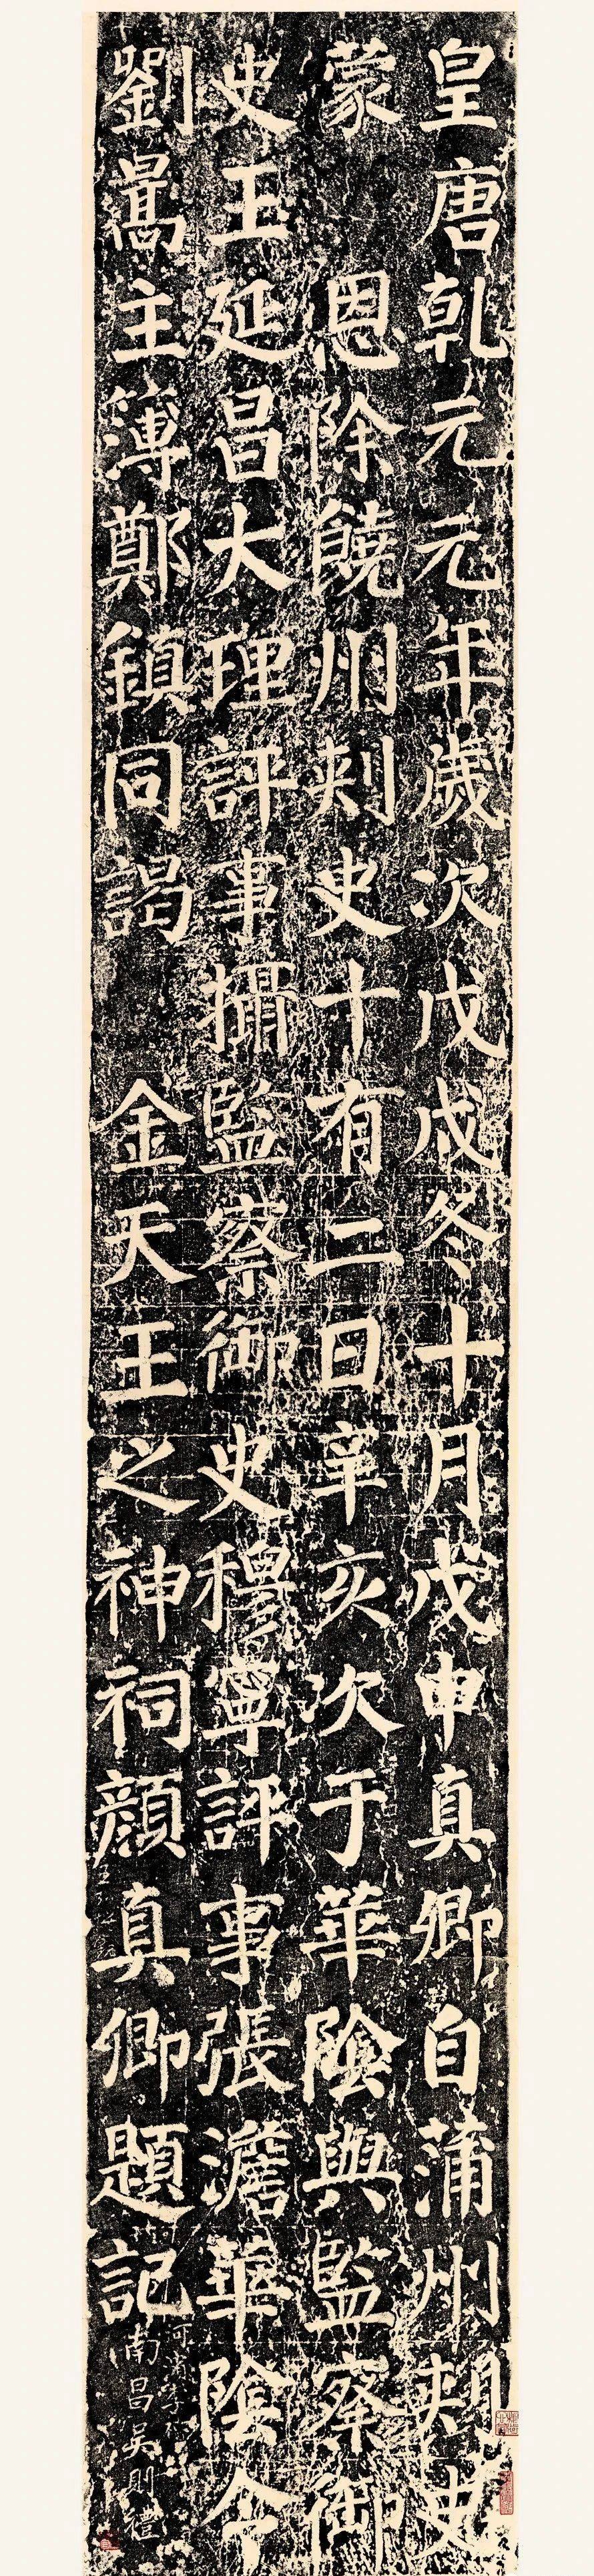 皇唐乾元元年歲次戊戌冬十月戊申真卿自蒲州刺史
蒙恩除饒州刺史十有二日辛亥次于華陰與監察御
史王延昌大理評事攝監察御史穆寧評事張澹華陰令
劉暠主簿鄭鎮同謁金天王之神祠顏真卿題記
南昌吳則禮